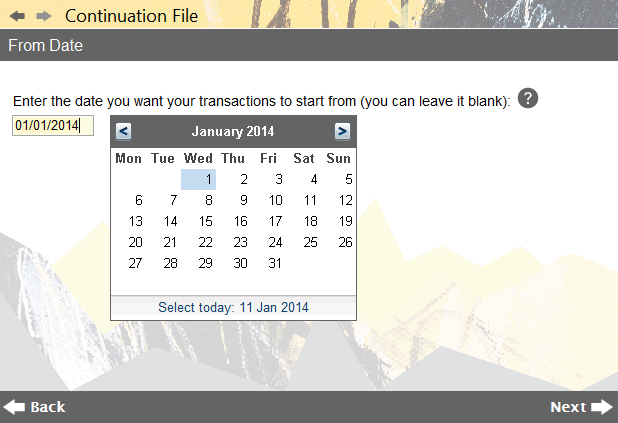 Continuation File
From Date
Enter the date you want your transactions to start from (you can leave it blank): ?
01/01/2014
< January 2014 >
Mon Tue Wed Thu Fri Sat Sun
1 2 3 4 5
6 7 8 9 10 11 12
13 14 15 16 17 18 19
20 21 22 23 24 25 26
27 28 29 30 31
Select today: 11 Jan 2014
Back Next